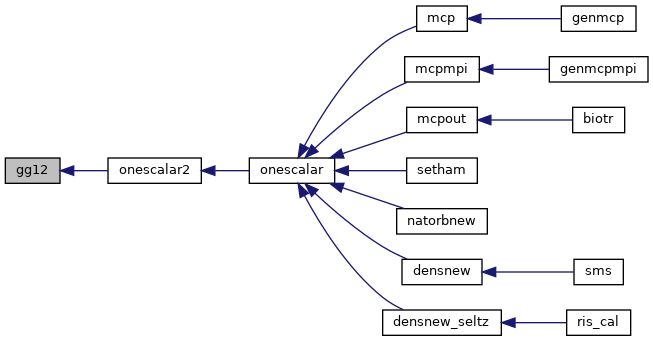 gg12
onescalar2
onescalar
mcp
genmcp
mcpmpi
genmcpmpi
mcpout
biotr
setham
natorbnew
densnew
sms
densnew_seltz
ris_cal